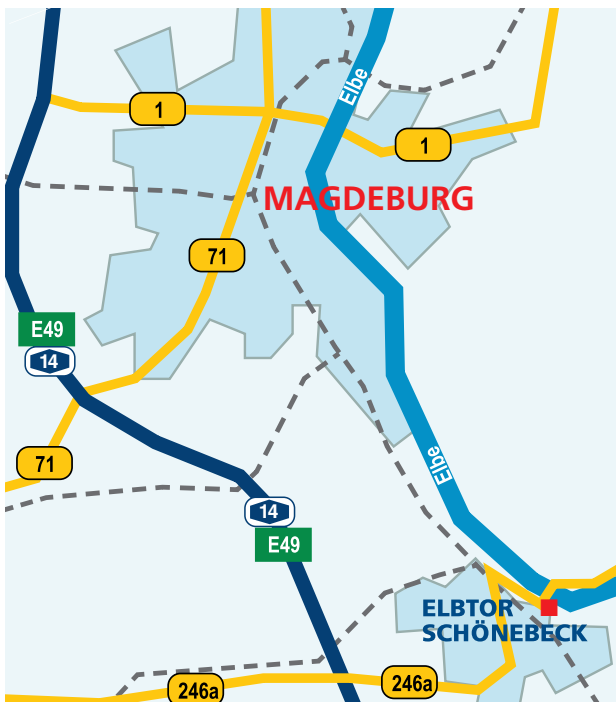 Elbe
1
1
MAGDEBURG
71
E49
14
Elbe
71
14
E49
ELBTOR
SCHÖNEBECK
246a
246a